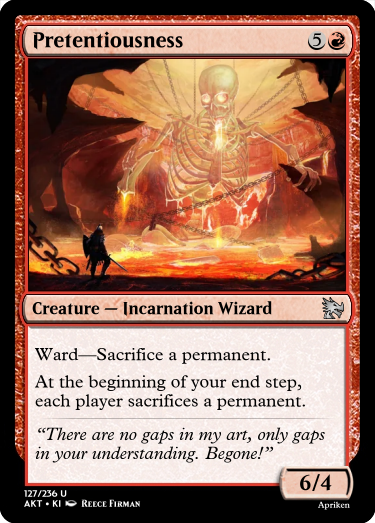 Pretentiousness 5
Creature — Incarnation Wizard
Ward—Sacrifice a permanent.
At the beginning of your end step,
each player sacrifices a permanent.
“There are no gaps in my art, only gaps
in your understanding. Begone!”
6/4
127/236 U
AKT • KI Reece Firman
Apriken